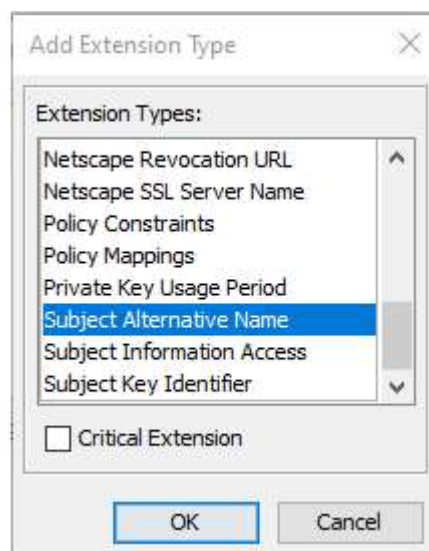 Add Extension Type
Extension Types:
Netscape Revocation URL
Netscape SSL Server Name
Policy Constraints
Policy Mappings
Private Key Usage Period
Subject Alternative Name
Subject Information Access
Subject Key Identifier
Critical Extension
OK Cancel